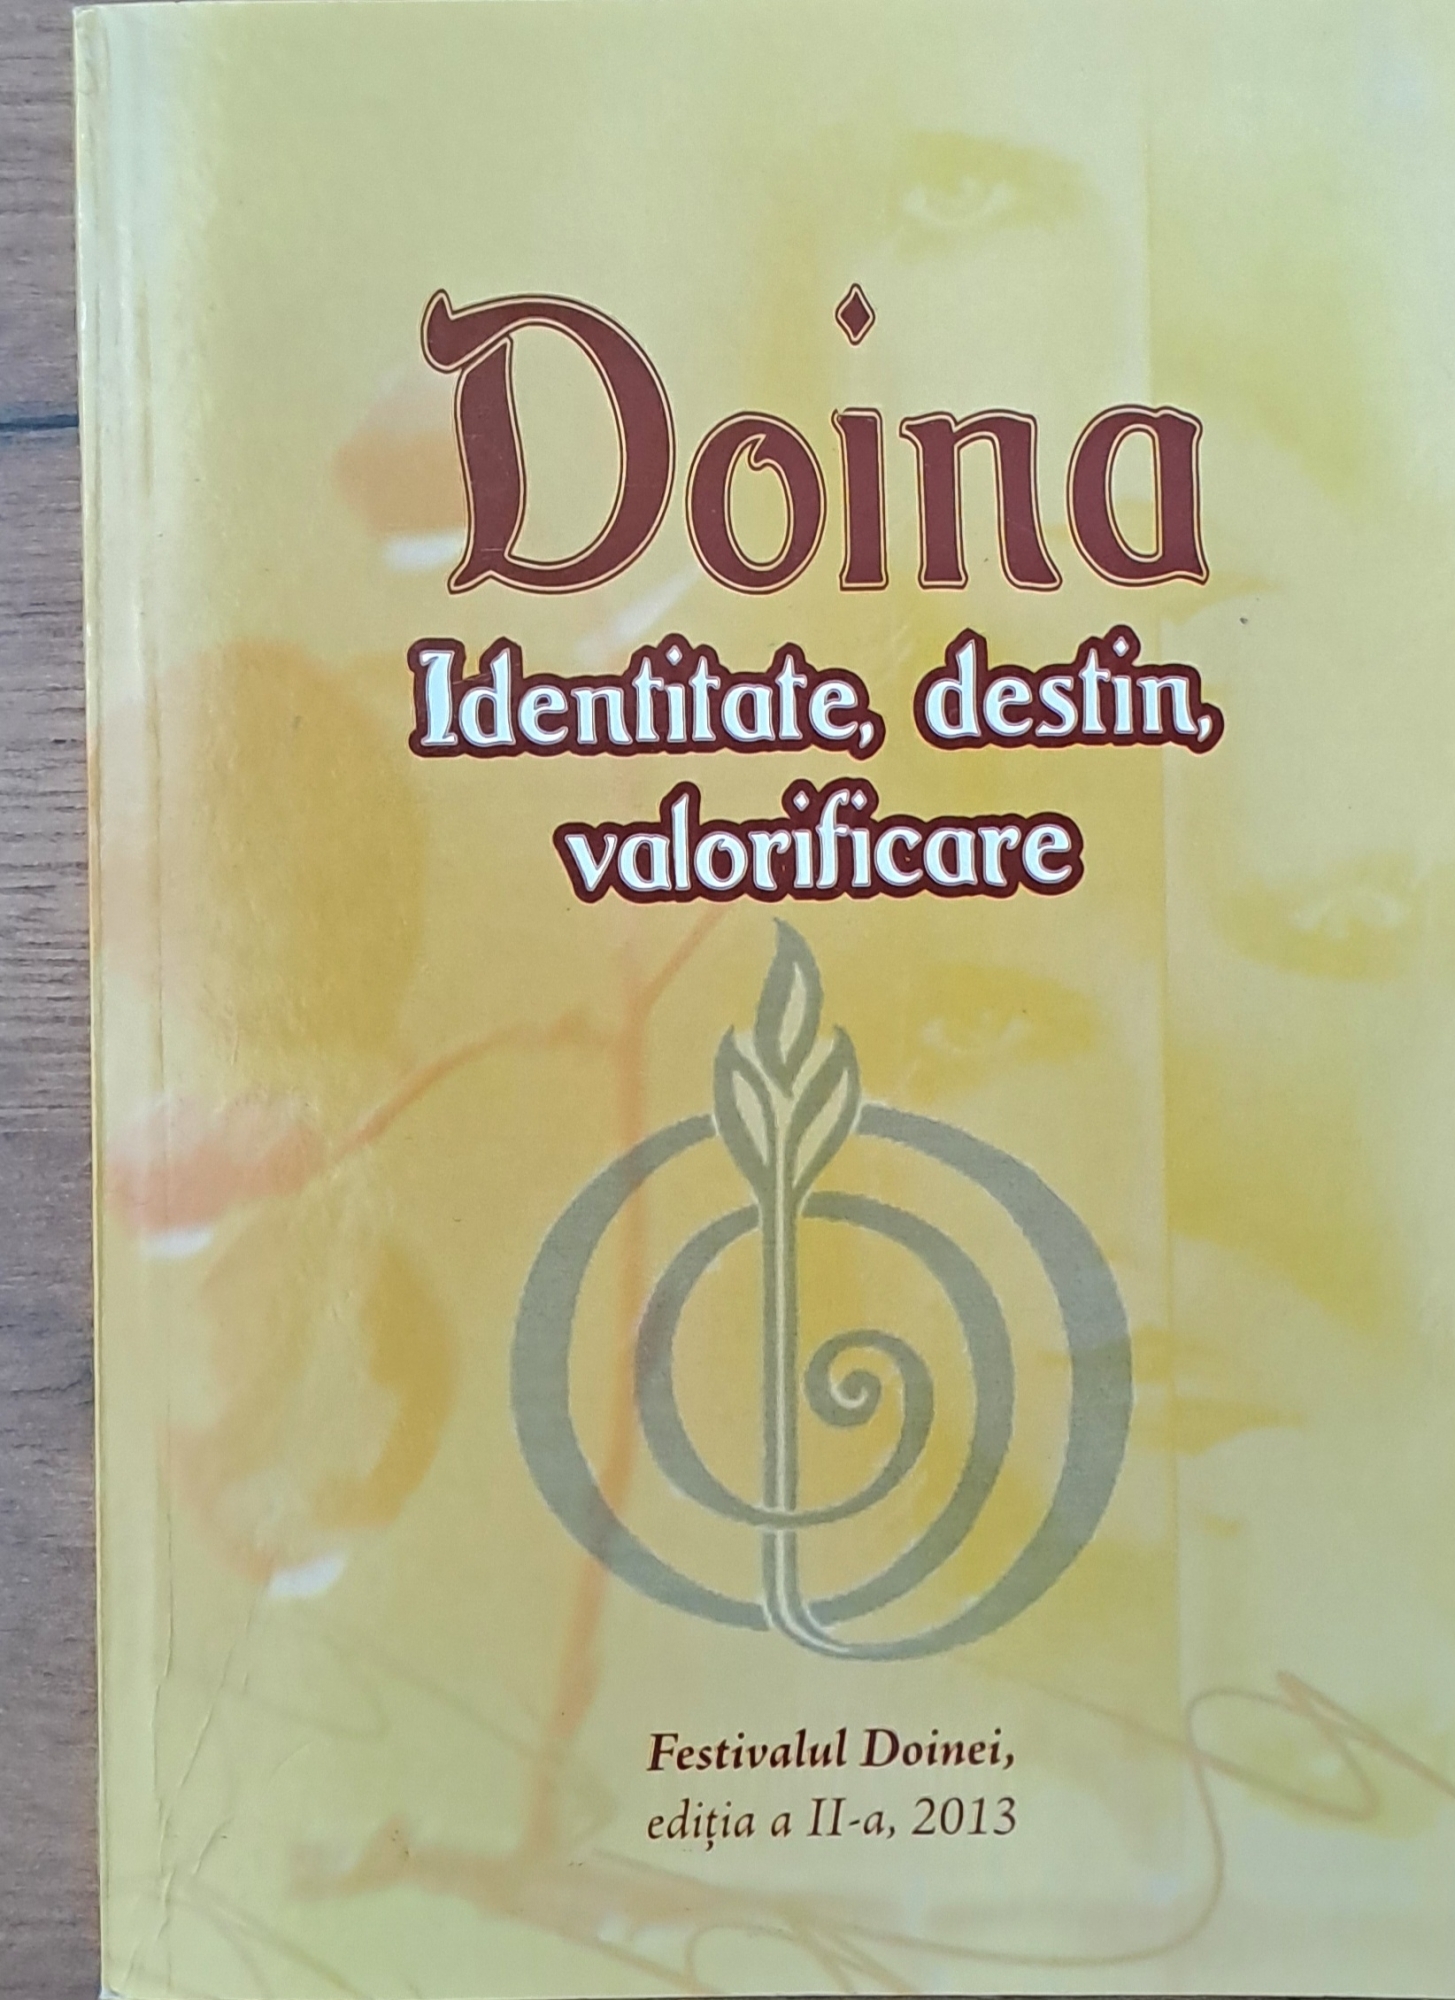 Doina
Identitate, destin,
valorificare
Festivalul Doinei,
ediția a II-a, 2013